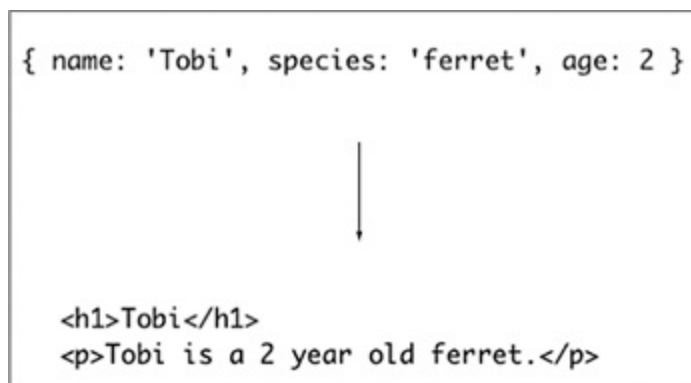 { name: 'Tobi', species: 'ferret', age: 2 }
<h1>Tobi</h1>
<p>Tobi is a 2 year old ferret.</p>